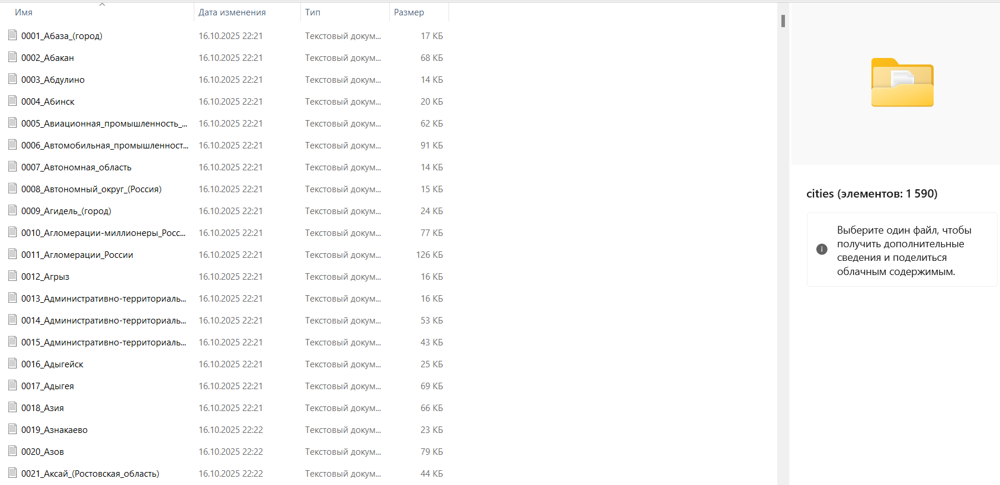 Имя Дата изменения Тип Размер
0001_Абаза_(город) 16.10.2025 22:21 Текстовый докум... 17 КБ
0002_Абакан 16.10.2025 22:21 Текстовый докум... 68 КБ
0003_Абдулино 16.10.2025 22:21 Текстовый докум... 14 КБ
0004_Абинск 16.10.2025 22:21 Текстовый докум... 20 КБ
0005_Авиационная_промышленность_... 16.10.2025 22:21 Текстовый докум... 62 КБ
0006_Автомобильная_промышленност... 16.10.2025 22:21 Текстовый докум... 91 КБ
0007_Автономная_область 16.10.2025 22:21 Текстовый докум... 14 КБ
0008_Автономный_округ_(Россия) 16.10.2025 22:21 Текстовый докум... 15 КБ
0009_Агидель_(город) 16.10.2025 22:21 Текстовый докум... 24 КБ
0010_Агломерации-миллионеры_Росс... 16.10.2025 22:21 Текстовый докум... 77 КБ
0011_Агломерации_России 16.10.2025 22:21 Текстовый докум... 126 КБ
0012_Агрыз 16.10.2025 22:21 Текстовый докум... 16 КБ
0013_Административно-территориаль... 16.10.2025 22:21 Текстовый докум... 16 КБ
0014_Административно-территориаль... 16.10.2025 22:21 Текстовый докум... 53 КБ
0015_Административно-территориаль... 16.10.2025 22:21 Текстовый докум... 43 КБ
0016_Адыгейск 16.10.2025 22:21 Текстовый докум... 25 КБ
0017_Адыгея 16.10.2025 22:21 Текстовый докум... 69 КБ
0018_Азия 16.10.2025 22:21 Текстовый докум... 66 КБ
0019_Азнакаево 16.10.2025 22:22 Текстовый докум... 23 КБ
0020_Азов 16.10.2025 22:22 Текстовый докум... 79 КБ
0021_Аксай_(Ростовская_область) 16.10.2025 22:22 Текстовый докум... 44 КБ
cities (элементов: 1 590)
Выберите один файл, чтобы
получить дополнительные
сведения и поделиться
облачным содержимым.